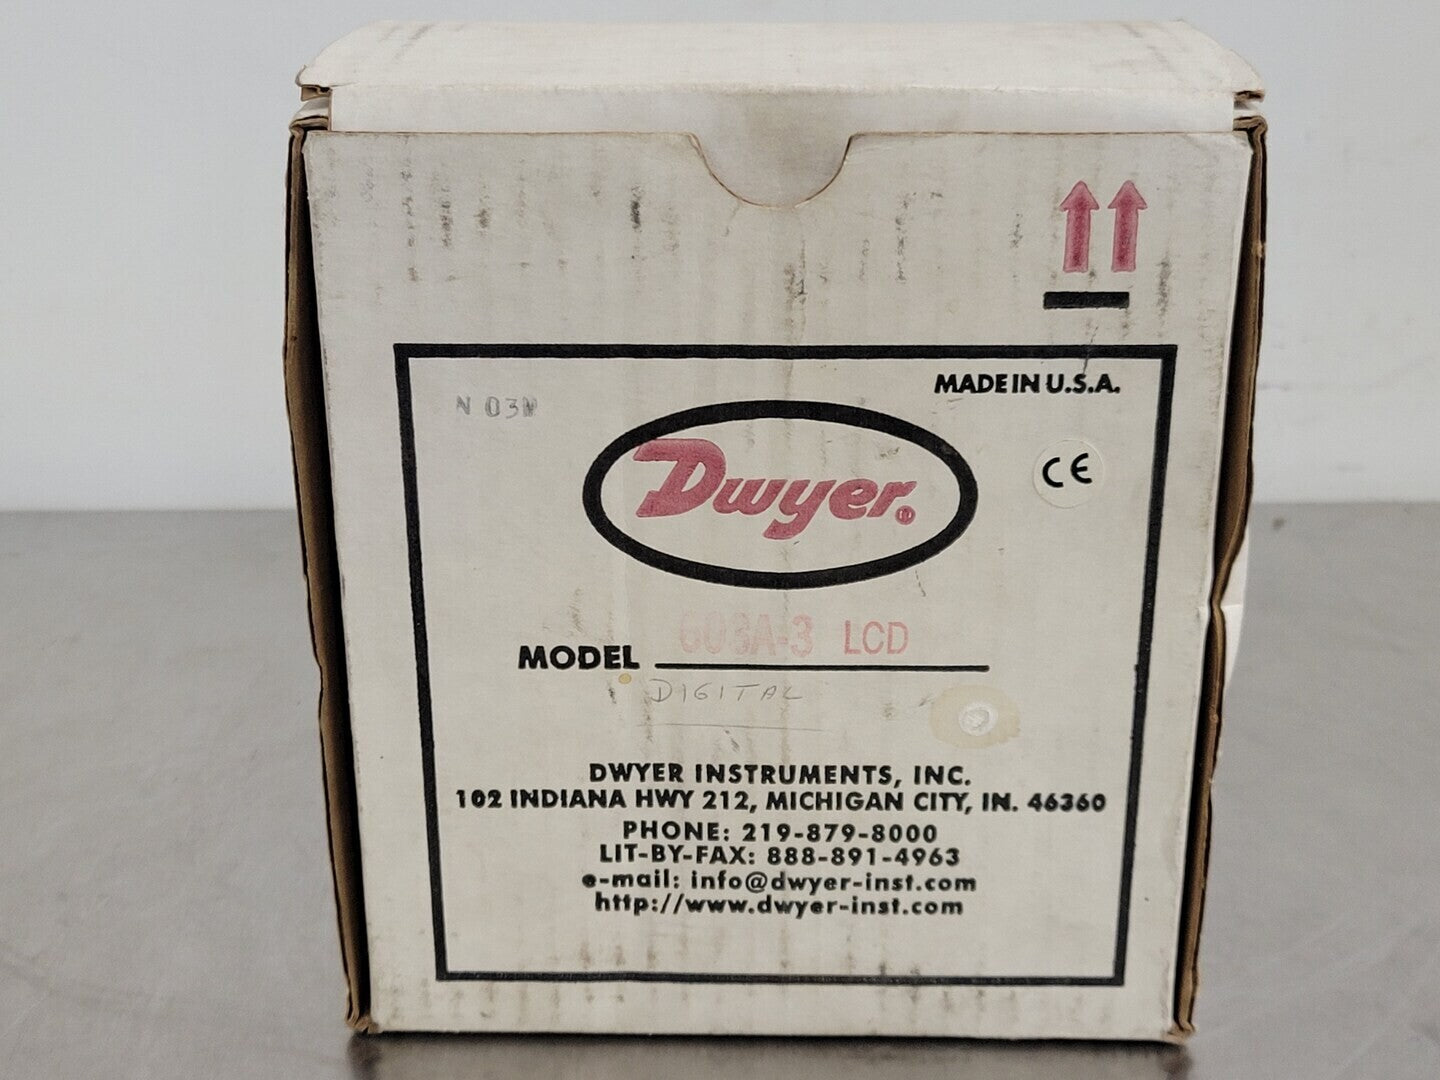 MADE IN U.S.A.
N 03N
CE
Dwyer®
MODEL 603A-3 LCD
DIGITAL
DWYER INSTRUMENTS, INC.
102 INDIANA HWY 212, MICHIGAN CITY, IN. 46360
PHONE: 219-879-8000
LIT-BY-FAX: 888-891-4963
e-mail: info@dwyer-inst.com
http://www.dwyer-inst.com